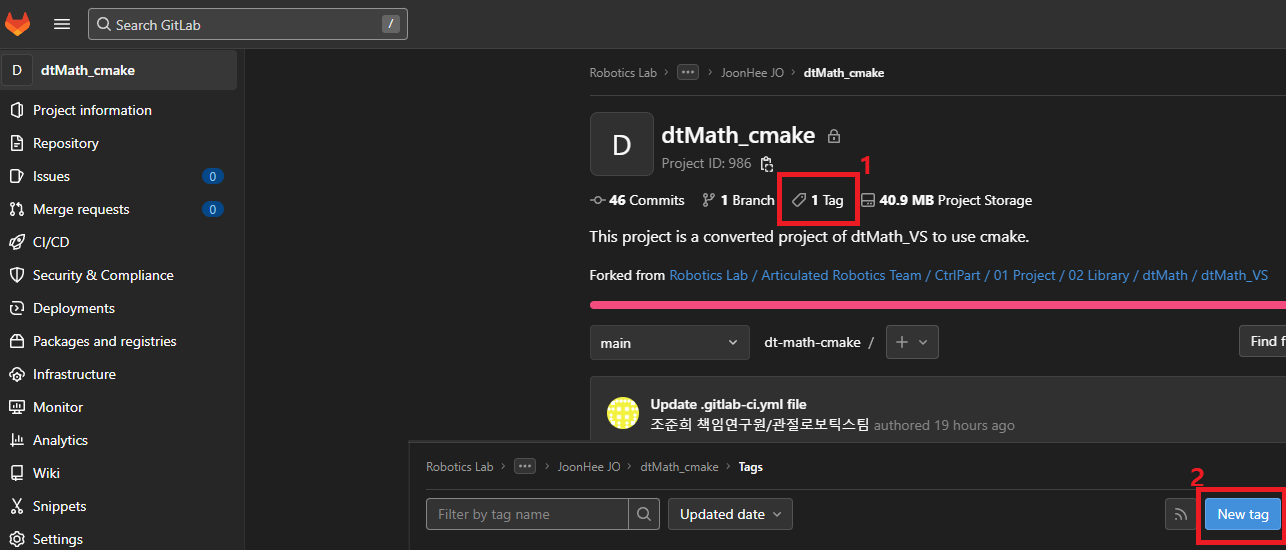 Search GitLab /
D dtMath_cmake
Project information
Repository
Issues 0
Merge requests 0
CI/CD
Security & Compliance
Deployments
Packages and registries
Infrastructure
Monitor
Analytics
Wiki
Snippets
Settings
Robotics Lab > ••• > JoonHee JO > dtMath_cmake
D dtMath_cmake
Project ID: 986
1
46 Commits 1 Branch 1 Tag 40.9 MB Project Storage
This project is a converted project of dtMath_VS to use cmake.
Forked from Robotics Lab / Articulated Robotics Team / CtrlPart / 01 Project / 02 Library / dtMath / dtMath_VS
main dt-math-cmake / + Find f
Update .gitlab-ci.yml file
조준희 책임연구원/관절로보틱스팀 authored 19 hours ago
Robotics Lab > ••• > JoonHee JO > dtMath_cmake > Tags
2
Filter by tag name Updated date New tag